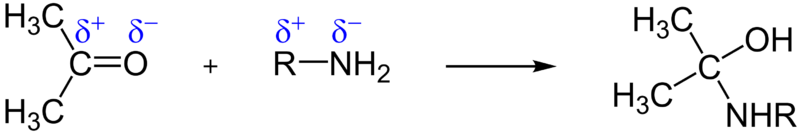 H₃C
δ⁺ δ⁻
C=O + R—NH₂
H₃C
δ⁺ δ⁻
H₃C OH
C
H₃C
NHR